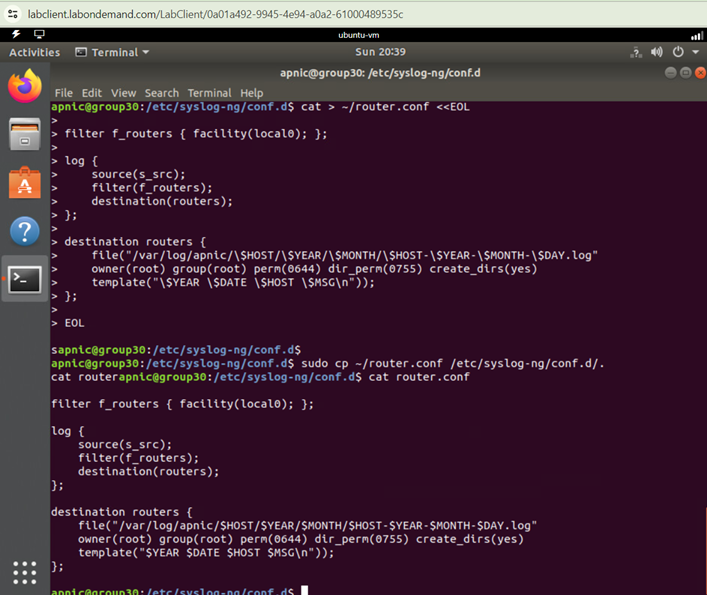 labclient.labondemand.com/LabClient/0a01a492-9945-4e94-a0a2-61000489535c
ubuntu-vm
Activities Terminal Sun 20:39
apnic@group30: /etc/syslog-ng/conf.d
File Edit View Search Terminal Help
apnic@group30:/etc/syslog-ng/conf.d$ cat > ~/router.conf <<EOL
>
> filter f_routers { facility(local0); };
>
> log {
>     source(s_src);
>     filter(f_routers);
>     destination(routers);
> };
>
> destination routers {
>     file("/var/log/apnic/\$HOST/\$YEAR/\$MONTH/\$HOST-\$YEAR-\$MONTH-\$DAY.log"
>     owner(root) group(root) perm(0644) dir_perm(0755) create_dirs(yes)
>     template("\$YEAR \$DATE \$HOST \$MSG\n"));
> };
>
> EOL
sapnic@group30:/etc/syslog-ng/conf.d$
apnic@group30:/etc/syslog-ng/conf.d$ sudo cp ~/router.conf /etc/syslog-ng/conf.d/.
cat routerapnic@group30:/etc/syslog-ng/conf.d$ cat router.conf
filter f_routers { facility(local0); };
log {
    source(s_src);
    filter(f_routers);
    destination(routers);
};
destination routers {
    file("/var/log/apnic/$HOST/$YEAR/$MONTH/$HOST-$YEAR-$MONTH-$DAY.log"
    owner(root) group(root) perm(0644) dir_perm(0755) create_dirs(yes)
    template("$YEAR $DATE $HOST $MSG\n"));
};
apnic@group30:/etc/syslog-ng/conf.d$